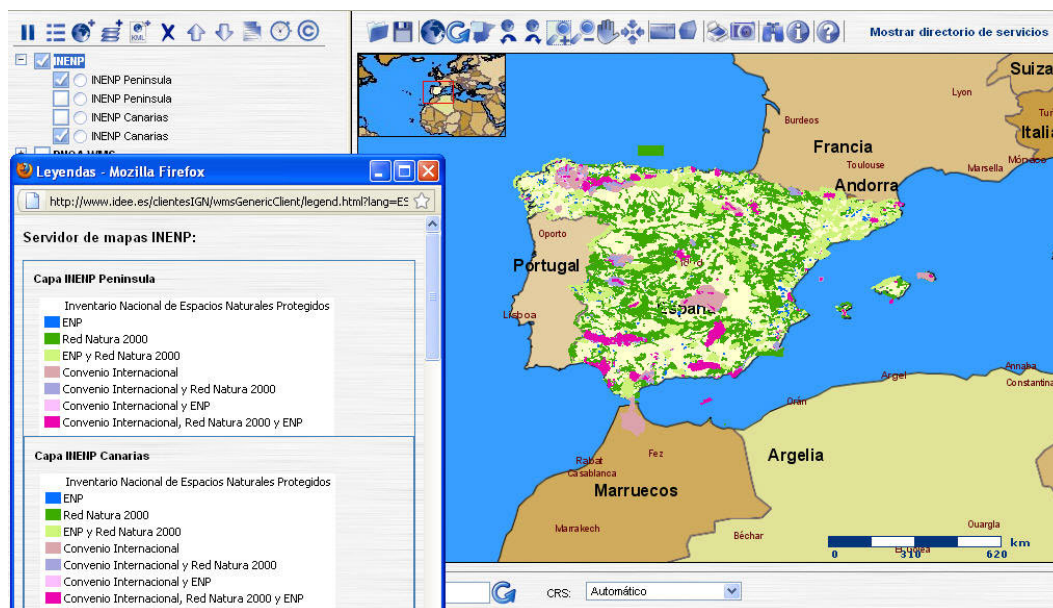 KML
Mostrar directorio de servicios
INENP
INENP Peninsula
INENP Peninsula
INENP Canarias
INENP Canarias
Leyendas - Mozilla Firefox
http://www.idee.es/clientesIGN/wmsGenericClient/legend.html?lang=ES
Servidor de mapas INENP:
Capa INENP Peninsula
Inventario Nacional de Espacios Naturales Protegidos
ENP
Red Natura 2000
ENP y Red Natura 2000
Convenio Internacional
Convenio Internacional y Red Natura 2000
Convenio Internacional y ENP
Convenio Internacional, Red Natura 2000 y ENP
Capa INENP Canarias
Inventario Nacional de Espacios Naturales Protegidos
ENP
Red Natura 2000
ENP y Red Natura 2000
Convenio Internacional
Convenio Internacional y Red Natura 2000
Convenio Internacional y ENP
Convenio Internacional, Red Natura 2000 y ENP
Suiza
Lyon
Italia
Burdeos
Francia
Toulouse
Marsella
Mónaco
Andorra
Oporto
Portugal
España
Lisboa
Argel
Annaba
Constantina
Orán
Rabat
Fez
Casablanca
Argelia
Marruecos
Marrakech
Béchar
Ouargla
El Golea
km
0 310 620
CRS: Automático